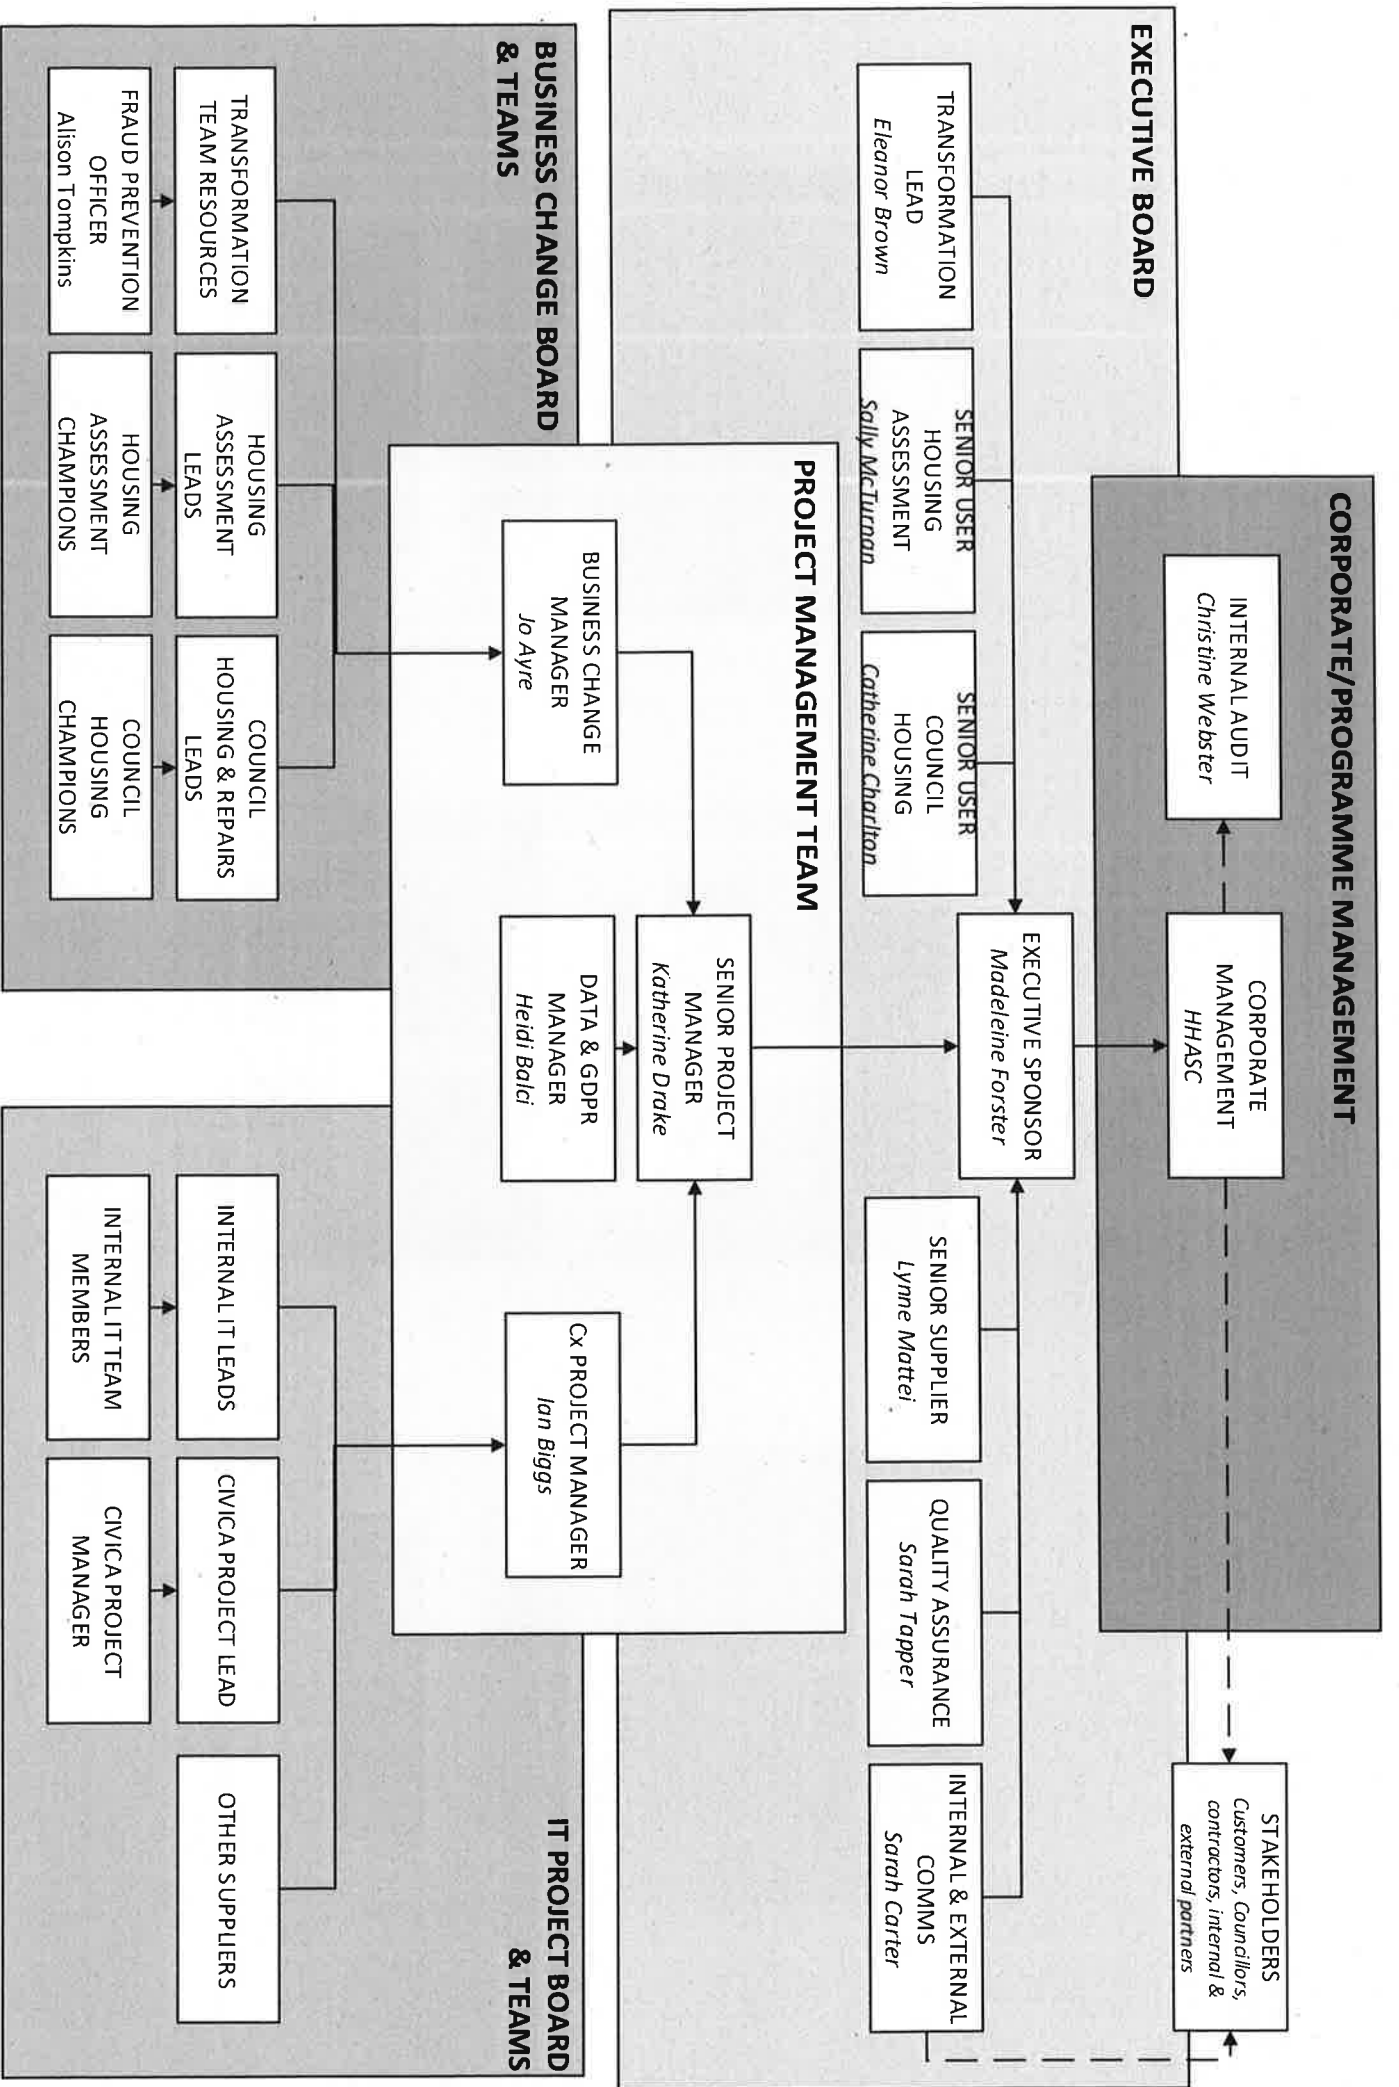 CORPORATE/PROGRAMME MANAGEMENT
INTERNAL AUDIT
Christine Webster
CORPORATE
MANAGEMENT
HHASC
STAKEHOLDERS
Customers, Councillors,
contractors, internal &
external partners
EXECUTIVE BOARD
EXECUTIVE SPONSOR
Madeleine Forster
TRANSFORMATION
LEAD
Eleanor Brown
SENIOR USER
HOUSING
ASSESSMENT
Sally McTurnan
SENIOR USER
COUNCIL
HOUSING
Catherine Charlton
SENIOR SUPPLIER
Lynne Mattei
QUALITY ASSURANCE
Sarah Tapper
INTERNAL & EXTERNAL
COMMS
Sarah Carter
PROJECT MANAGEMENT TEAM
SENIOR PROJECT
MANAGER
Katherine Drake
BUSINESS CHANGE
MANAGER
Jo Ayre
DATA & GDPR
MANAGER
Heidi Balci
Cx PROJECT MANAGER
Ian Biggs
BUSINESS CHANGE BOARD
& TEAMS
TRANSFORMATION
TEAM RESOURCES
HOUSING
ASSESSMENT
LEADS
COUNCIL
HOUSING & REPAIRS
LEADS
FRAUD PREVENTION
OFFICER
Alison Tompkins
HOUSING
ASSESSMENT
CHAMPIONS
COUNCIL
HOUSING
CHAMPIONS
IT PROJECT BOARD
& TEAMS
INTERNAL IT LEADS
CIVICA PROJECT LEAD
OTHER SUPPLIERS
INTERNAL IT TEAM
MEMBERS
CIVICA PROJECT
MANAGER